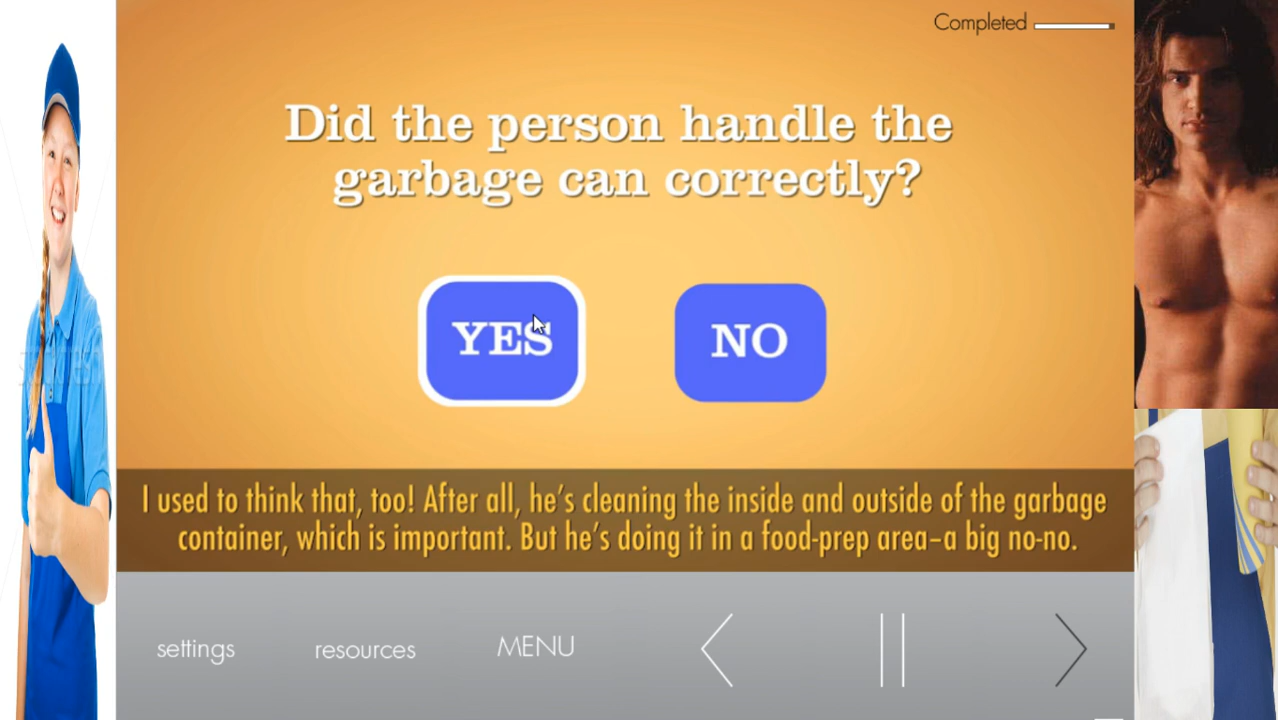 Completed
Did the person handle the
garbage can correctly?
YES
NO
I used to think that, too! After all, he's cleaning the inside and outside of the garbage
container, which is important. But he's doing it in a food-prep area–a big no-no.
settings
resources
MENU